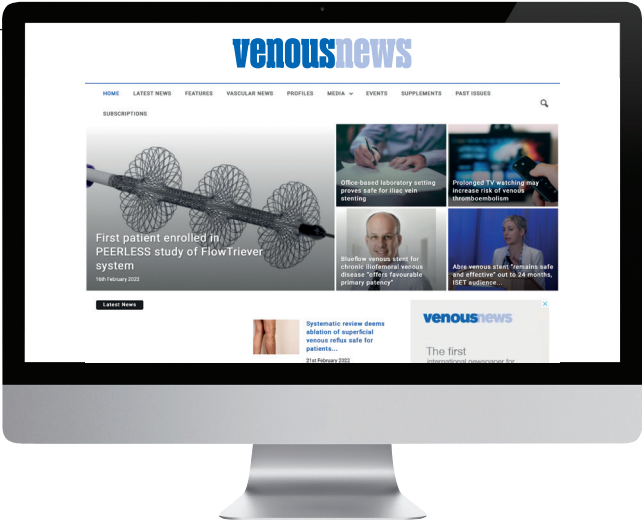 venousnews
HOME LATEST NEWS FEATURES VASCULAR NEWS PROFILES MEDIA EVENTS SUPPLEMENTS PAST ISSUES
SUBSCRIPTIONS
First patient enrolled in
PEERLESS study of FlowTriever
system
16th February 2022
Office-based laboratory setting
proves safe for iliac vein
stenting
Prolonged TV watching may
increase risk of venous
thromboembolism
Blueflow venous stent for
chronic iliofemoral venous
disease "offers favourable
primary patency"
Abre venous stent "remains safe
and effective" out to 24 months,
ISET audience...
Latest News
Systematic review deems
ablation of superficial
venous reflux safe for
patients...
21st February 2022
venousnews
The first
international newspaper for